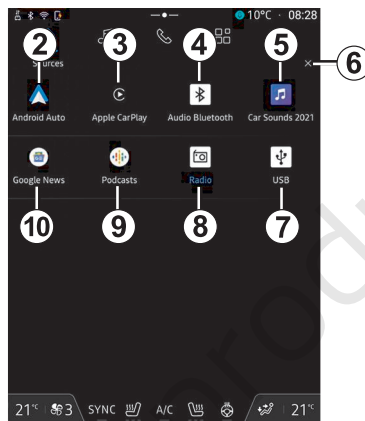 10°C · 08:28
2 3 4 5
Sources × 6
Android Auto Apple CarPlay Audio Bluetooth Car Sounds 2021
Google News Podcasts Radio USB
10 9 8 7
21°C 3 SYNC A/C 21°C